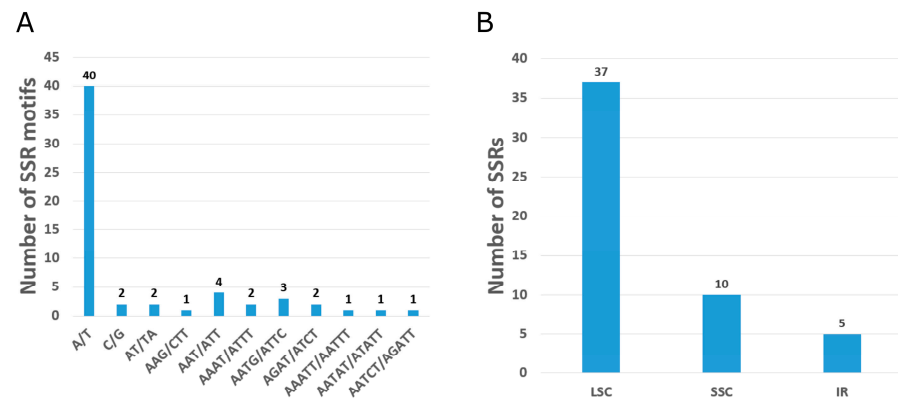 A
Number of SSR motifs
45
40
35
30
25
20
15
10
5
0
40
2
2
1
4
2
3
2
1
1
1
A/T
C/G
AT/TA
AAG/CTT
AAT/ATT
AAAT/ATTT
AATG/ATTC
AGAT/ATCT
AAATT/AATTT
AATAT/ATATT
AATCT/AGATT
B
Number of SSRs
40
35
30
25
20
15
10
5
0
37
10
5
LSC
SSC
IR